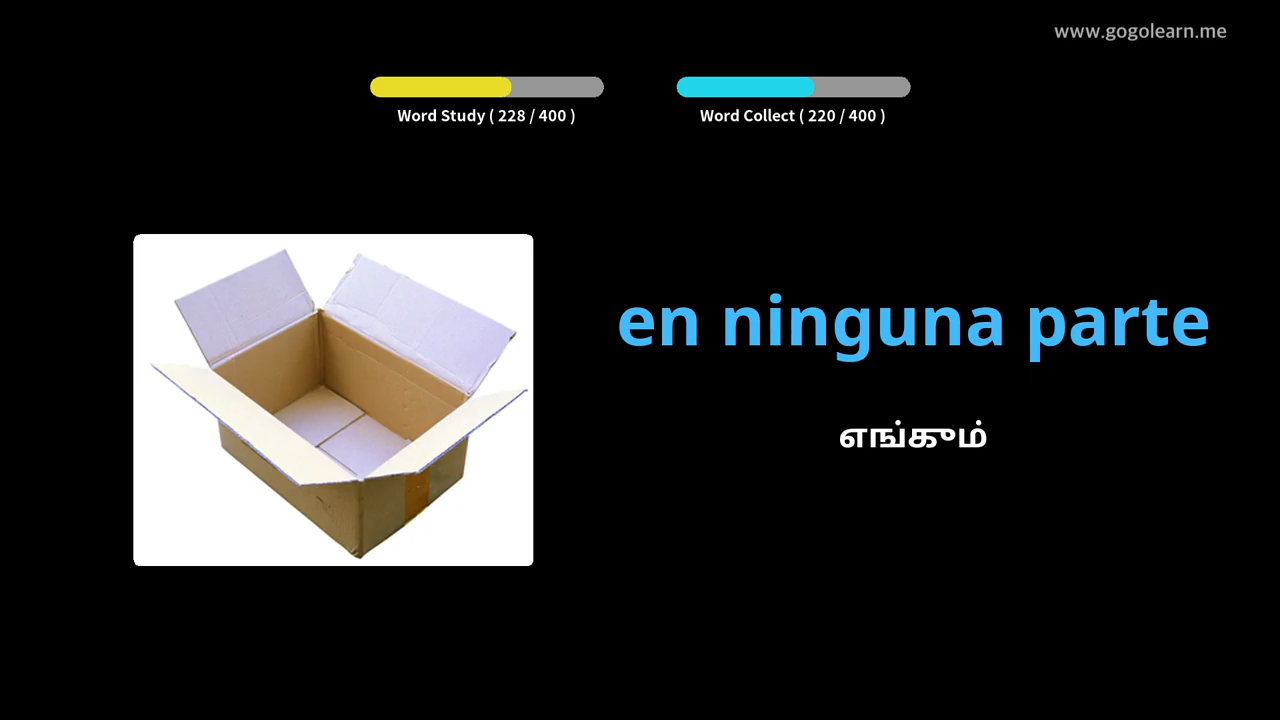 www.gogolearn.me
Word Study ( 228 / 400 )
Word Collect ( 220 / 400 )
en ninguna parte
எங்கும்